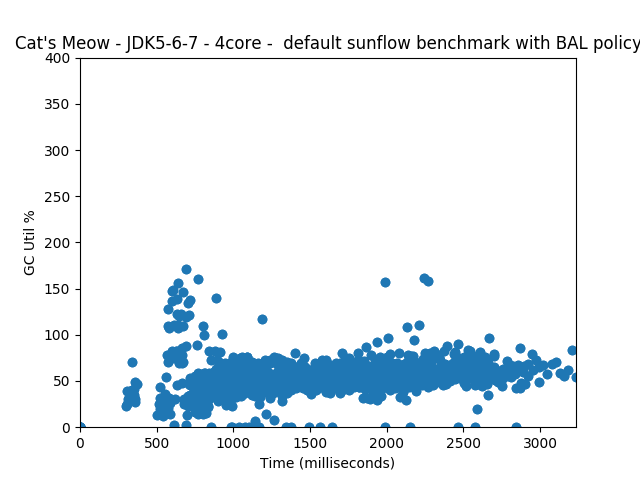 Cat's Meow - JDK5-6-7 - 4core -  default sunflow benchmark with BAL policy
400
350
300
250
200
150
100
50
0
GC Util %
0 500 1000 1500 2000 2500 3000
Time (milliseconds)